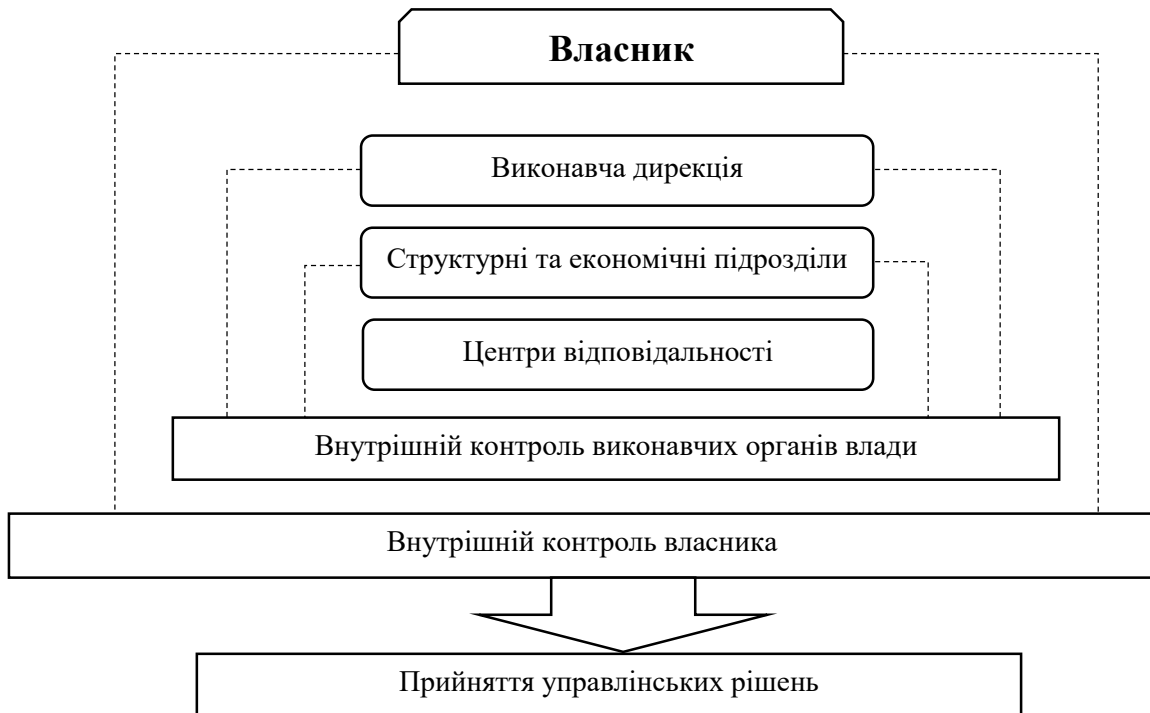 Власник
Виконавча дирекція
Структурні та економічні підрозділи
Центри відповідальності
Внутрішній контроль виконавчих органів влади
Внутрішній контроль власника
Прийняття управлінських рішень